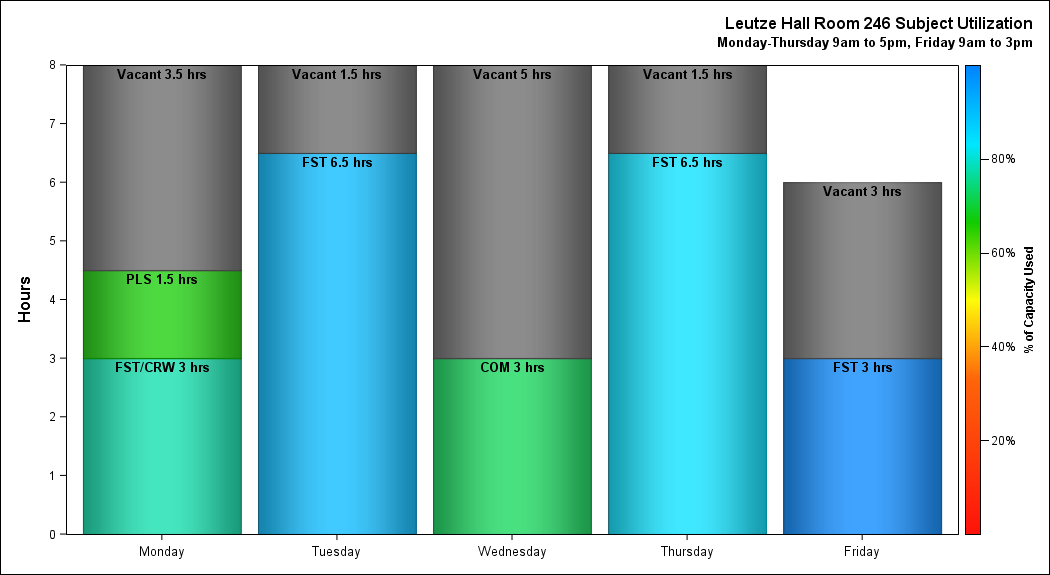 Leutze Hall Room 246 Subject Utilization
Monday-Thursday 9am to 5pm, Friday 9am to 3pm
Hours
8
7
6
5
4
3
2
1
0
Vacant 3.5 hrs
PLS 1.5 hrs
FST/CRW 3 hrs
Vacant 1.5 hrs
FST 6.5 hrs
Vacant 5 hrs
COM 3 hrs
Vacant 1.5 hrs
FST 6.5 hrs
Vacant 3 hrs
FST 3 hrs
Monday
Tuesday
Wednesday
Thursday
Friday
80%
60%
40%
20%
% of Capacity Used